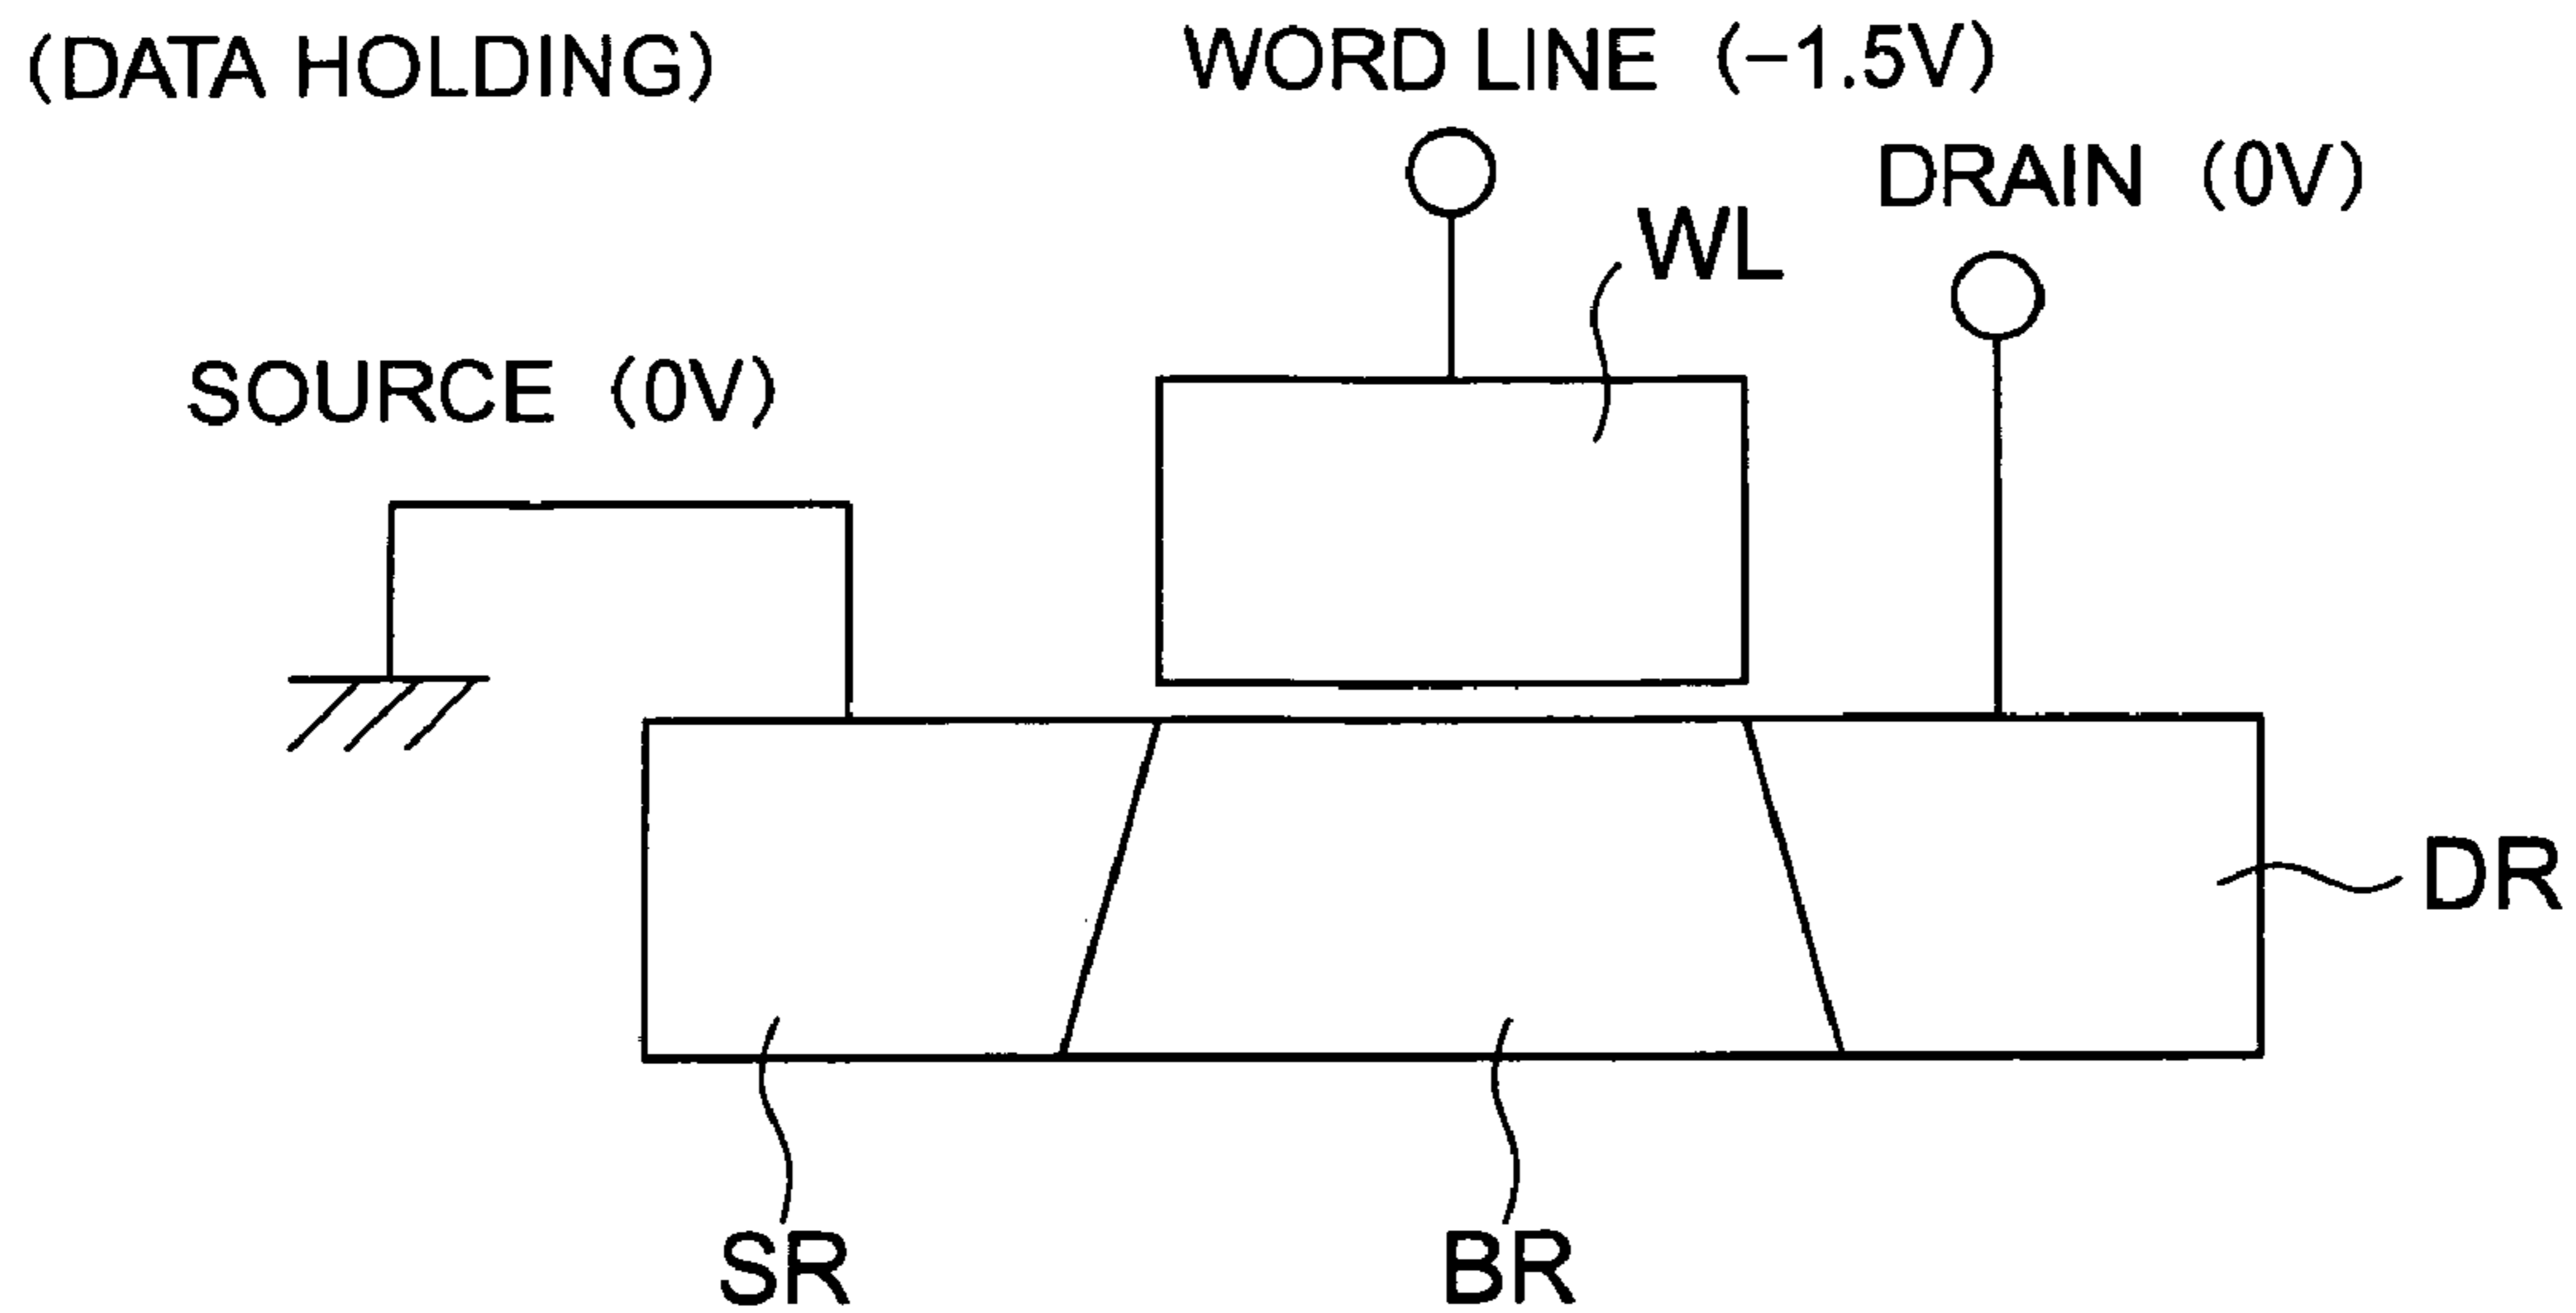 (DATA HOLDING)
WORD LINE (−1.5V)
DRAIN (0V)
WL
SOURCE (0V)
DR
SR
BR